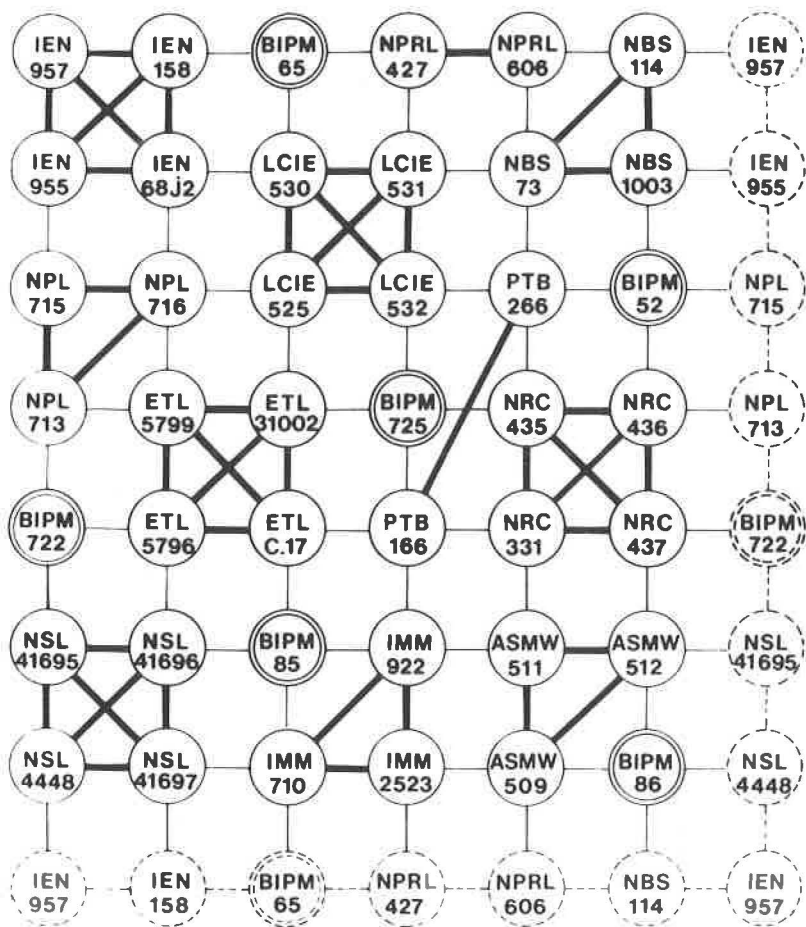 IEN IEN BIPM NPRL NPRL NBS IEN
957 158 65 427 606 114 957
IEN IEN LCIE LCIE NBS NBS IEN
955 68j2 530 531 73 1003 955
NPL NPL LCIE LCIE PTB BIPM NPL
715 716 525 532 266 52 715
NPL ETL ETL BIPM NRC NRC NPL
713 5799 31002 725 435 436 713
BIPM ETL ETL PTB NRC NRC BIPM
722 5796 C.17 166 331 437 722
NSL NSL BIPM IMM ASMW ASMW NSL
41695 41696 85 922 511 512 41695
NSL NSL IMM IMM ASMW BIPM NSL
4448 41697 710 2523 509 86 4448
IEN IEN BIPM NPRL NPRL NBS IEN
957 158 65 427 606 114 957